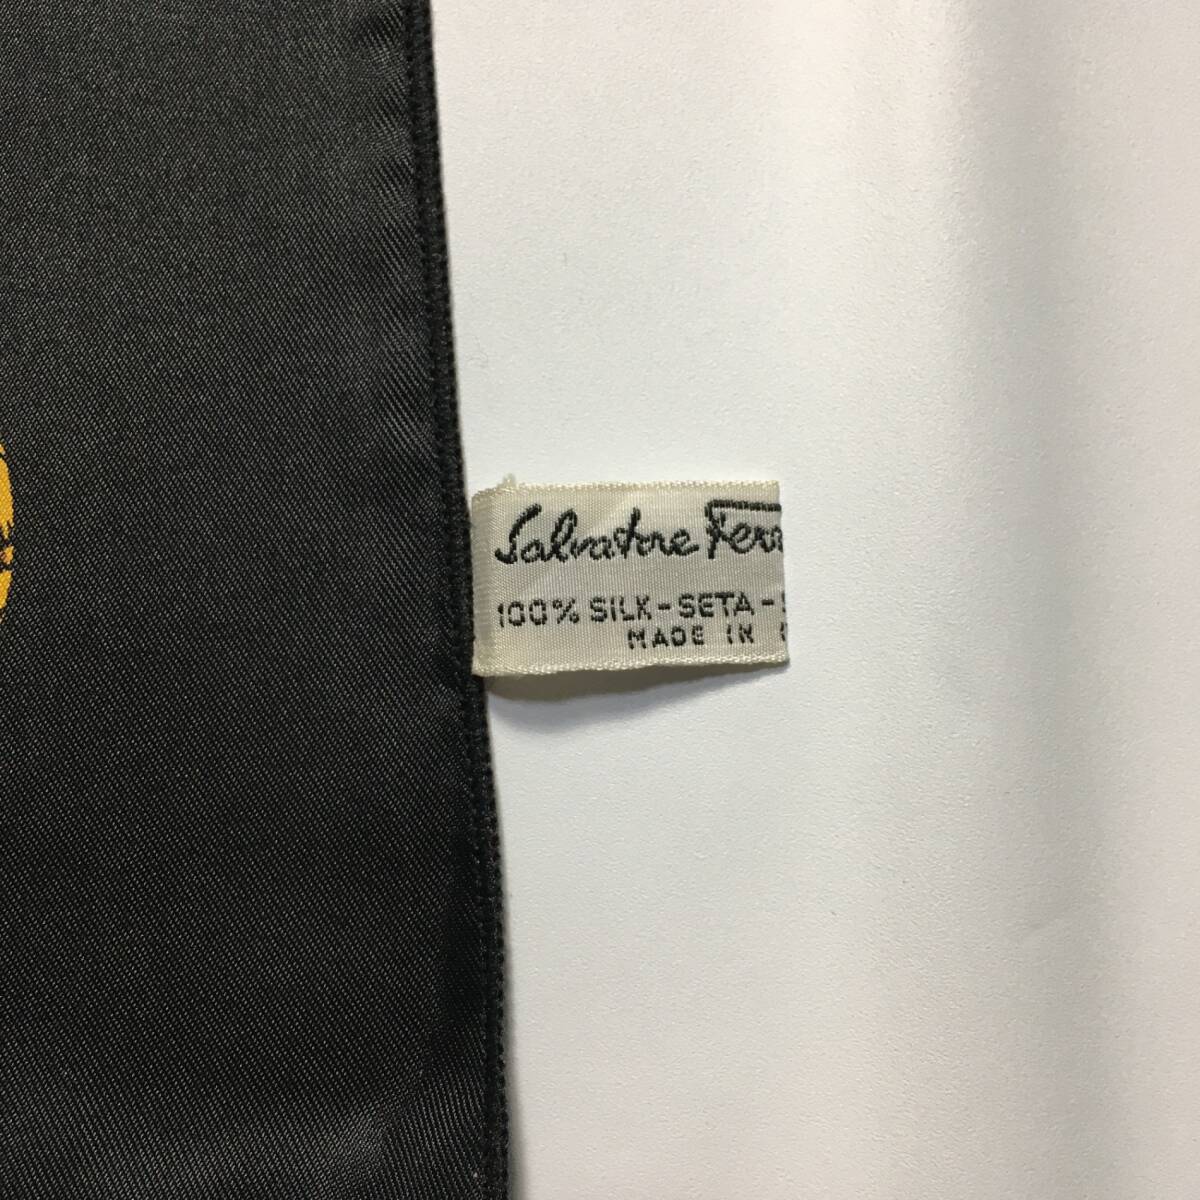 Salvatore Ferr
100% SILK-SETA-
MADE IN